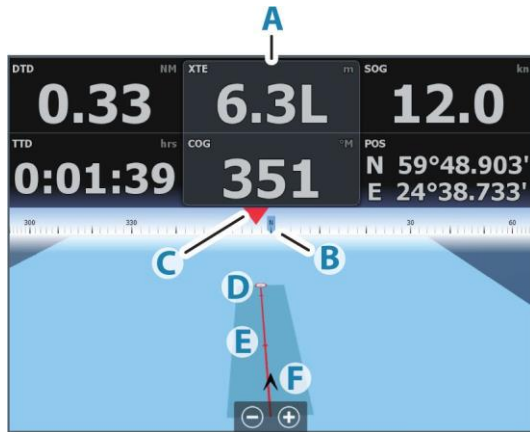 A
DTD NM XTE m SOG kn
0.33 6.3L 12.0
TTD hrs COG °M POS
0:01:39 351 N 59°48.903'
E 24°38.733'
300 330 N 30 60
C B
D
E
F